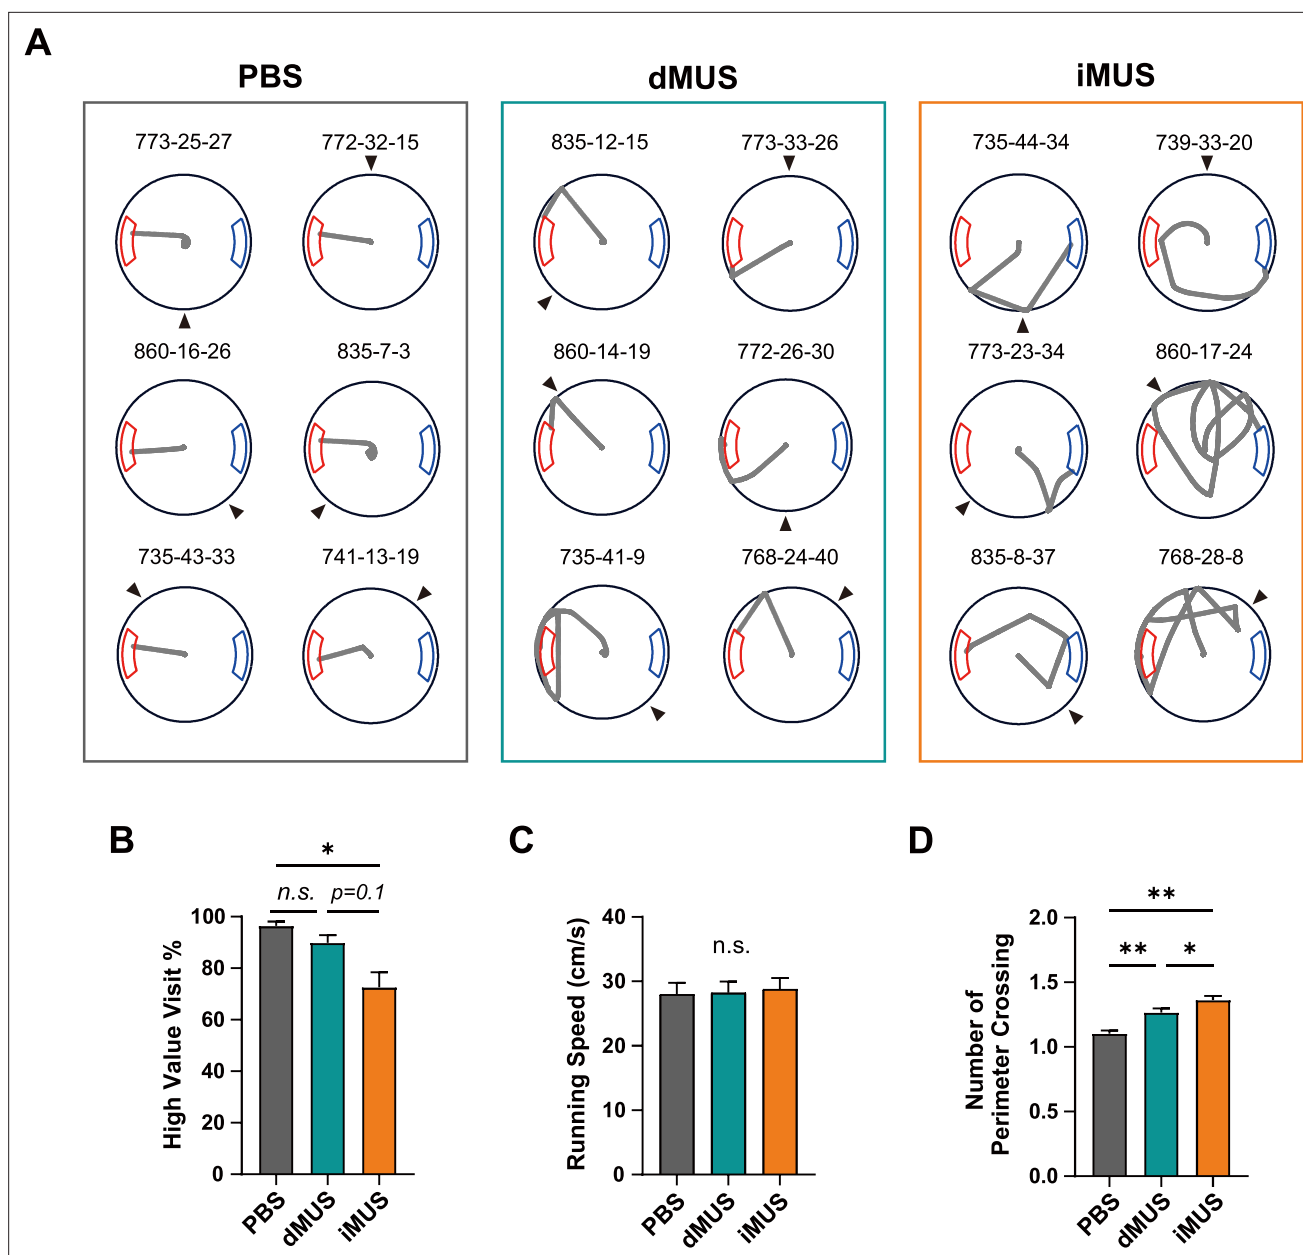 A
PBS
dMUS
iMUS
773-25-27
772-32-15
835-12-15
773-33-26
735-44-34
739-33-20
860-16-26
835-7-3
860-14-19
772-26-30
773-23-34
860-17-24
735-43-33
741-13-19
735-41-9
768-24-40
835-8-37
768-28-8
B
*
n.s.
p=0.1
High Value Visit %
100
80
60
40
20
0
PBS
dMUS
iMUS
C
n.s.
Running Speed (cm/s)
40
30
20
10
0
PBS
dMUS
iMUS
D
**
**
*
Number of
Perimeter Crossing
2.0
1.5
1.0
0.5
0.0
PBS
dMUS
iMUS